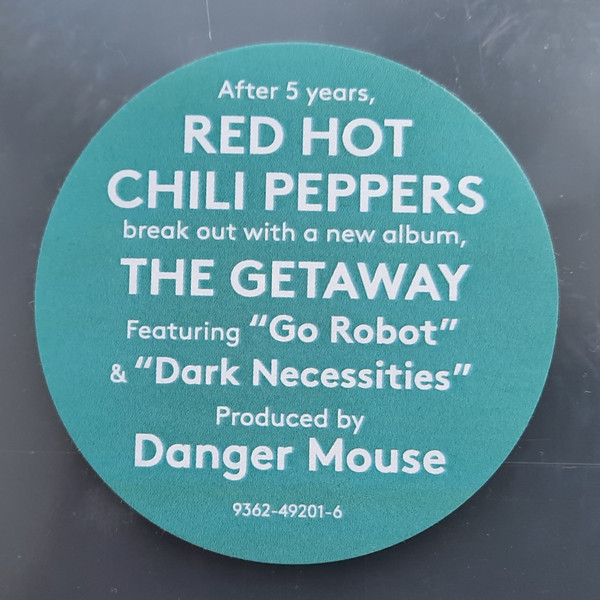 After 5 years,
RED HOT
CHILI PEPPERS
break out with a new album,
THE GETAWAY
Featuring “Go Robot”
& “Dark Necessities”
Produced by
Danger Mouse
9362-49201-6